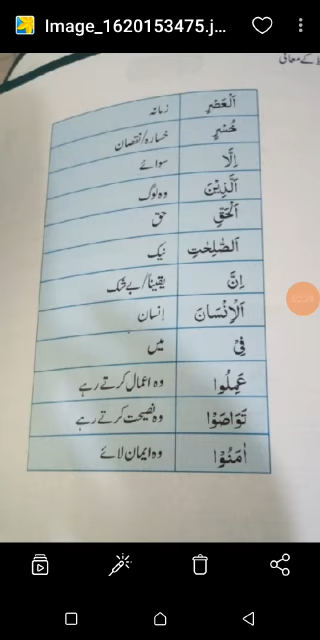 Image_1620153475.j...
کے معانی
اَلْعَصْرِ زمانہ
خُسْرٍ خسارہ/نقصان
اِلَّا سوائے
الَّذِيْنَ وہ لوگ
الْحَقِّ حق
الصّٰلِحٰتِ نیک
اِنَّ یقیناً/بے شک
اَلْاِنْسَانَ انسان
فِيْ میں
عَمِلُوا وہ اعمال کرتے رہے
تَوَاصَوْا وہ نصیحت کرتے رہے
اٰمَنُوْا وہ ایمان لائے